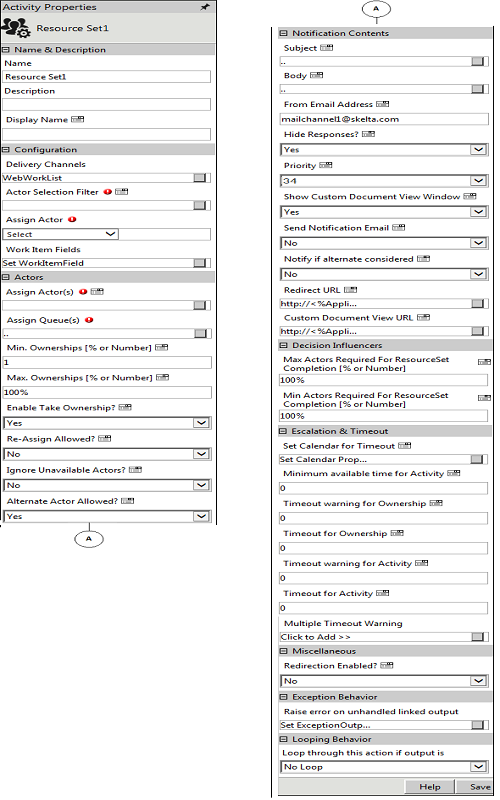 Activity Properties
Resource Set1
Name & Description
Name
Resource Set1
Description
Display Name
Configuration
Delivery Channels
WebWorkList
Actor Selection Filter
Assign Actor
Select
Work Item Fields
Set WorkItemField
Actors
Assign Actor(s)
Assign Queue(s)
..
Min. Ownerships [% or Number]
1
Max. Ownerships [% or Number]
100%
Enable Take Ownership?
Yes
Re-Assign Allowed?
No
Ignore Unavailable Actors?
No
Alternate Actor Allowed?
Yes
A
A
Notification Contents
Subject
..
Body
..
From Email Address
mailchannel1@skelta.com
Hide Responses?
Yes
Priority
34
Show Custom Document View Window
Yes
Send Notification Email
No
Notify if alternate considered
No
Redirect URL
http://<%Appli...
Custom Document View URL
http://<%Appli...
Decision Influencers
Max Actors Required For ResourceSet
Completion [% or Number]
100%
Min Actors Required For ResourceSet
Completion [% or Number]
100%
Escalation & Timeout
Set Calendar for Timeout
Set Calendar Prop...
Minimum available time for Activity
0
Timeout warning for Ownership
0
Timeout for Ownership
0
Timeout warning for Activity
0
Timeout for Activity
0
Multiple Timeout Warning
Click to Add >>
Miscellaneous
Redirection Enabled?
No
Exception Behavior
Raise error on unhandled linked output
Set ExceptionOutp...
Looping Behavior
Loop through this action if output is
No Loop
Help Save